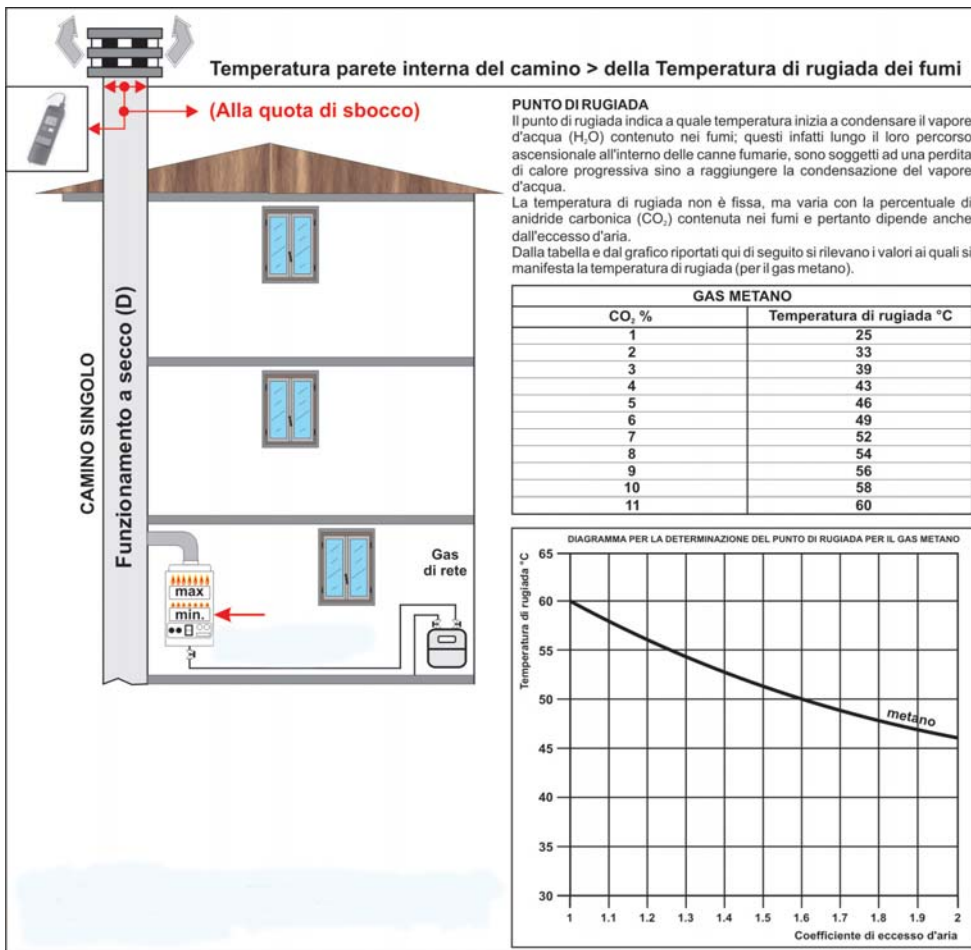 Temperatura parete interna del camino > della Temperatura di rugiada dei fumi
(Alla quota di sbocco)
PUNTO DI RUGIADA
Il punto di rugiada indica a quale temperatura inizia a condensare il vapore
d'acqua (H₂O) contenuto nei fumi; questi infatti lungo il loro percorso
ascensionale all'interno delle canne fumarie, sono soggetti ad una perdita
di calore progressiva sino a raggiungere la condensazione del vapore
d'acqua.
La temperatura di rugiada non è fissa, ma varia con la percentuale di
anidride carbonica (CO₂) contenuta nei fumi e pertanto dipende anche
dall'eccesso d'aria.
Dalla tabella e dal grafico riportati qui di seguito si rilevano i valori ai quali si
manifesta la temperatura di rugiada (per il gas metano).
GAS METANO
CO₂ % Temperatura di rugiada °C
1 25
2 33
3 39
4 43
5 46
6 49
7 52
8 54
9 56
10 58
11 60
CAMINO SINGOLO
Funzionamento a secco (D)
Gas
di rete
max
min.
DIAGRAMMA PER LA DETERMINAZIONE DEL PUNTO DI RUGIADA PER IL GAS METANO
Temperatura di rugiada °C
65
60
55
50
45
40
35
30
metano
1 1.1 1.2 1.3 1.4 1.5 1.6 1.7 1.8 1.9 2
Coefficiente di eccesso d'aria